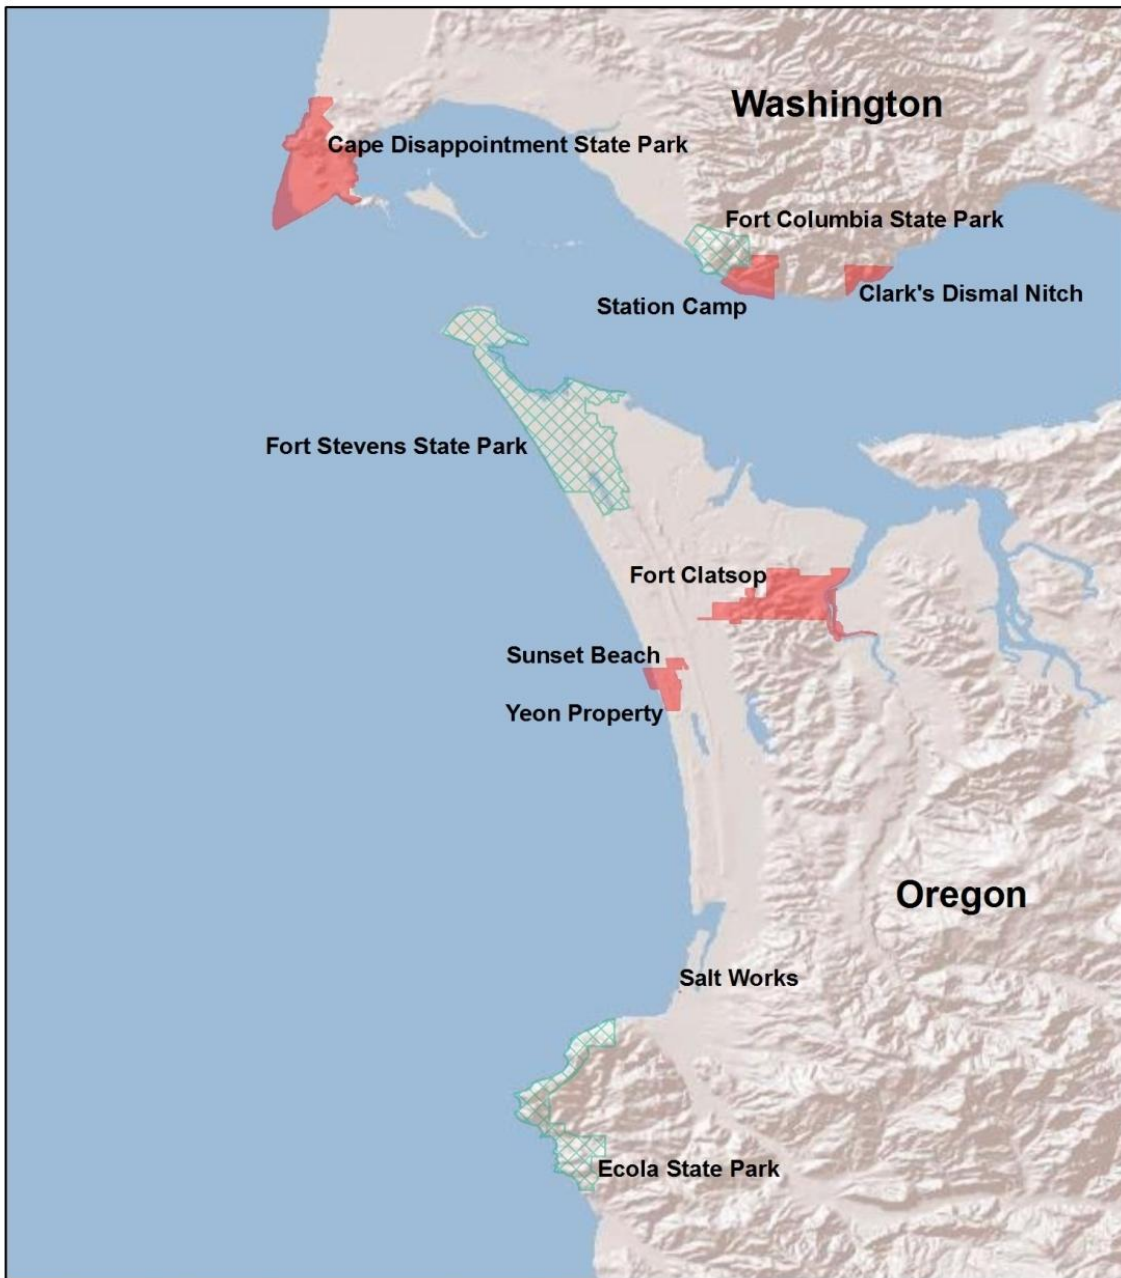 Washington
Cape Disappointment State Park
Fort Columbia State Park
Station Camp
Clark's Dismal Nitch
Fort Stevens State Park
Fort Clatsop
Sunset Beach
Yeon Property
Oregon
Salt Works
Ecola State Park